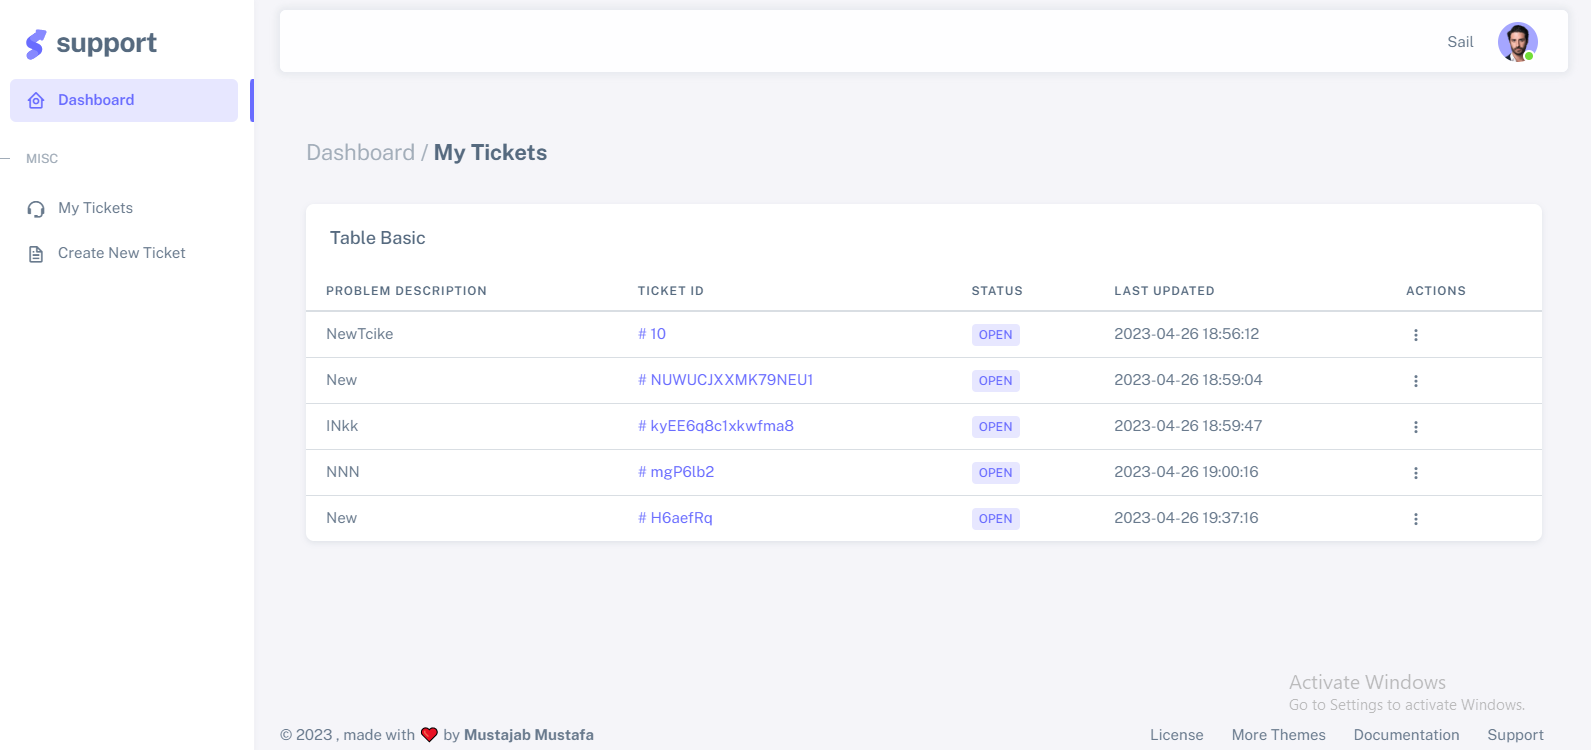 support
Sail
Dashboard
MISC
My Tickets
Create New Ticket
Dashboard / My Tickets
Table Basic
PROBLEM DESCRIPTION TICKET ID STATUS LAST UPDATED ACTIONS
NewTcike # 10 OPEN 2023-04-26 18:56:12
New # NUWUCJXXMK79NEU1 OPEN 2023-04-26 18:59:04
INkk # kyEE6q8c1xkwfma8 OPEN 2023-04-26 18:59:47
NNN # mgP6lb2 OPEN 2023-04-26 19:00:16
New # H6aefRq OPEN 2023-04-26 19:37:16
Activate Windows
Go to Settings to activate Windows.
© 2023 , made with ❤️ by Mustajab Mustafa
License More Themes Documentation Support